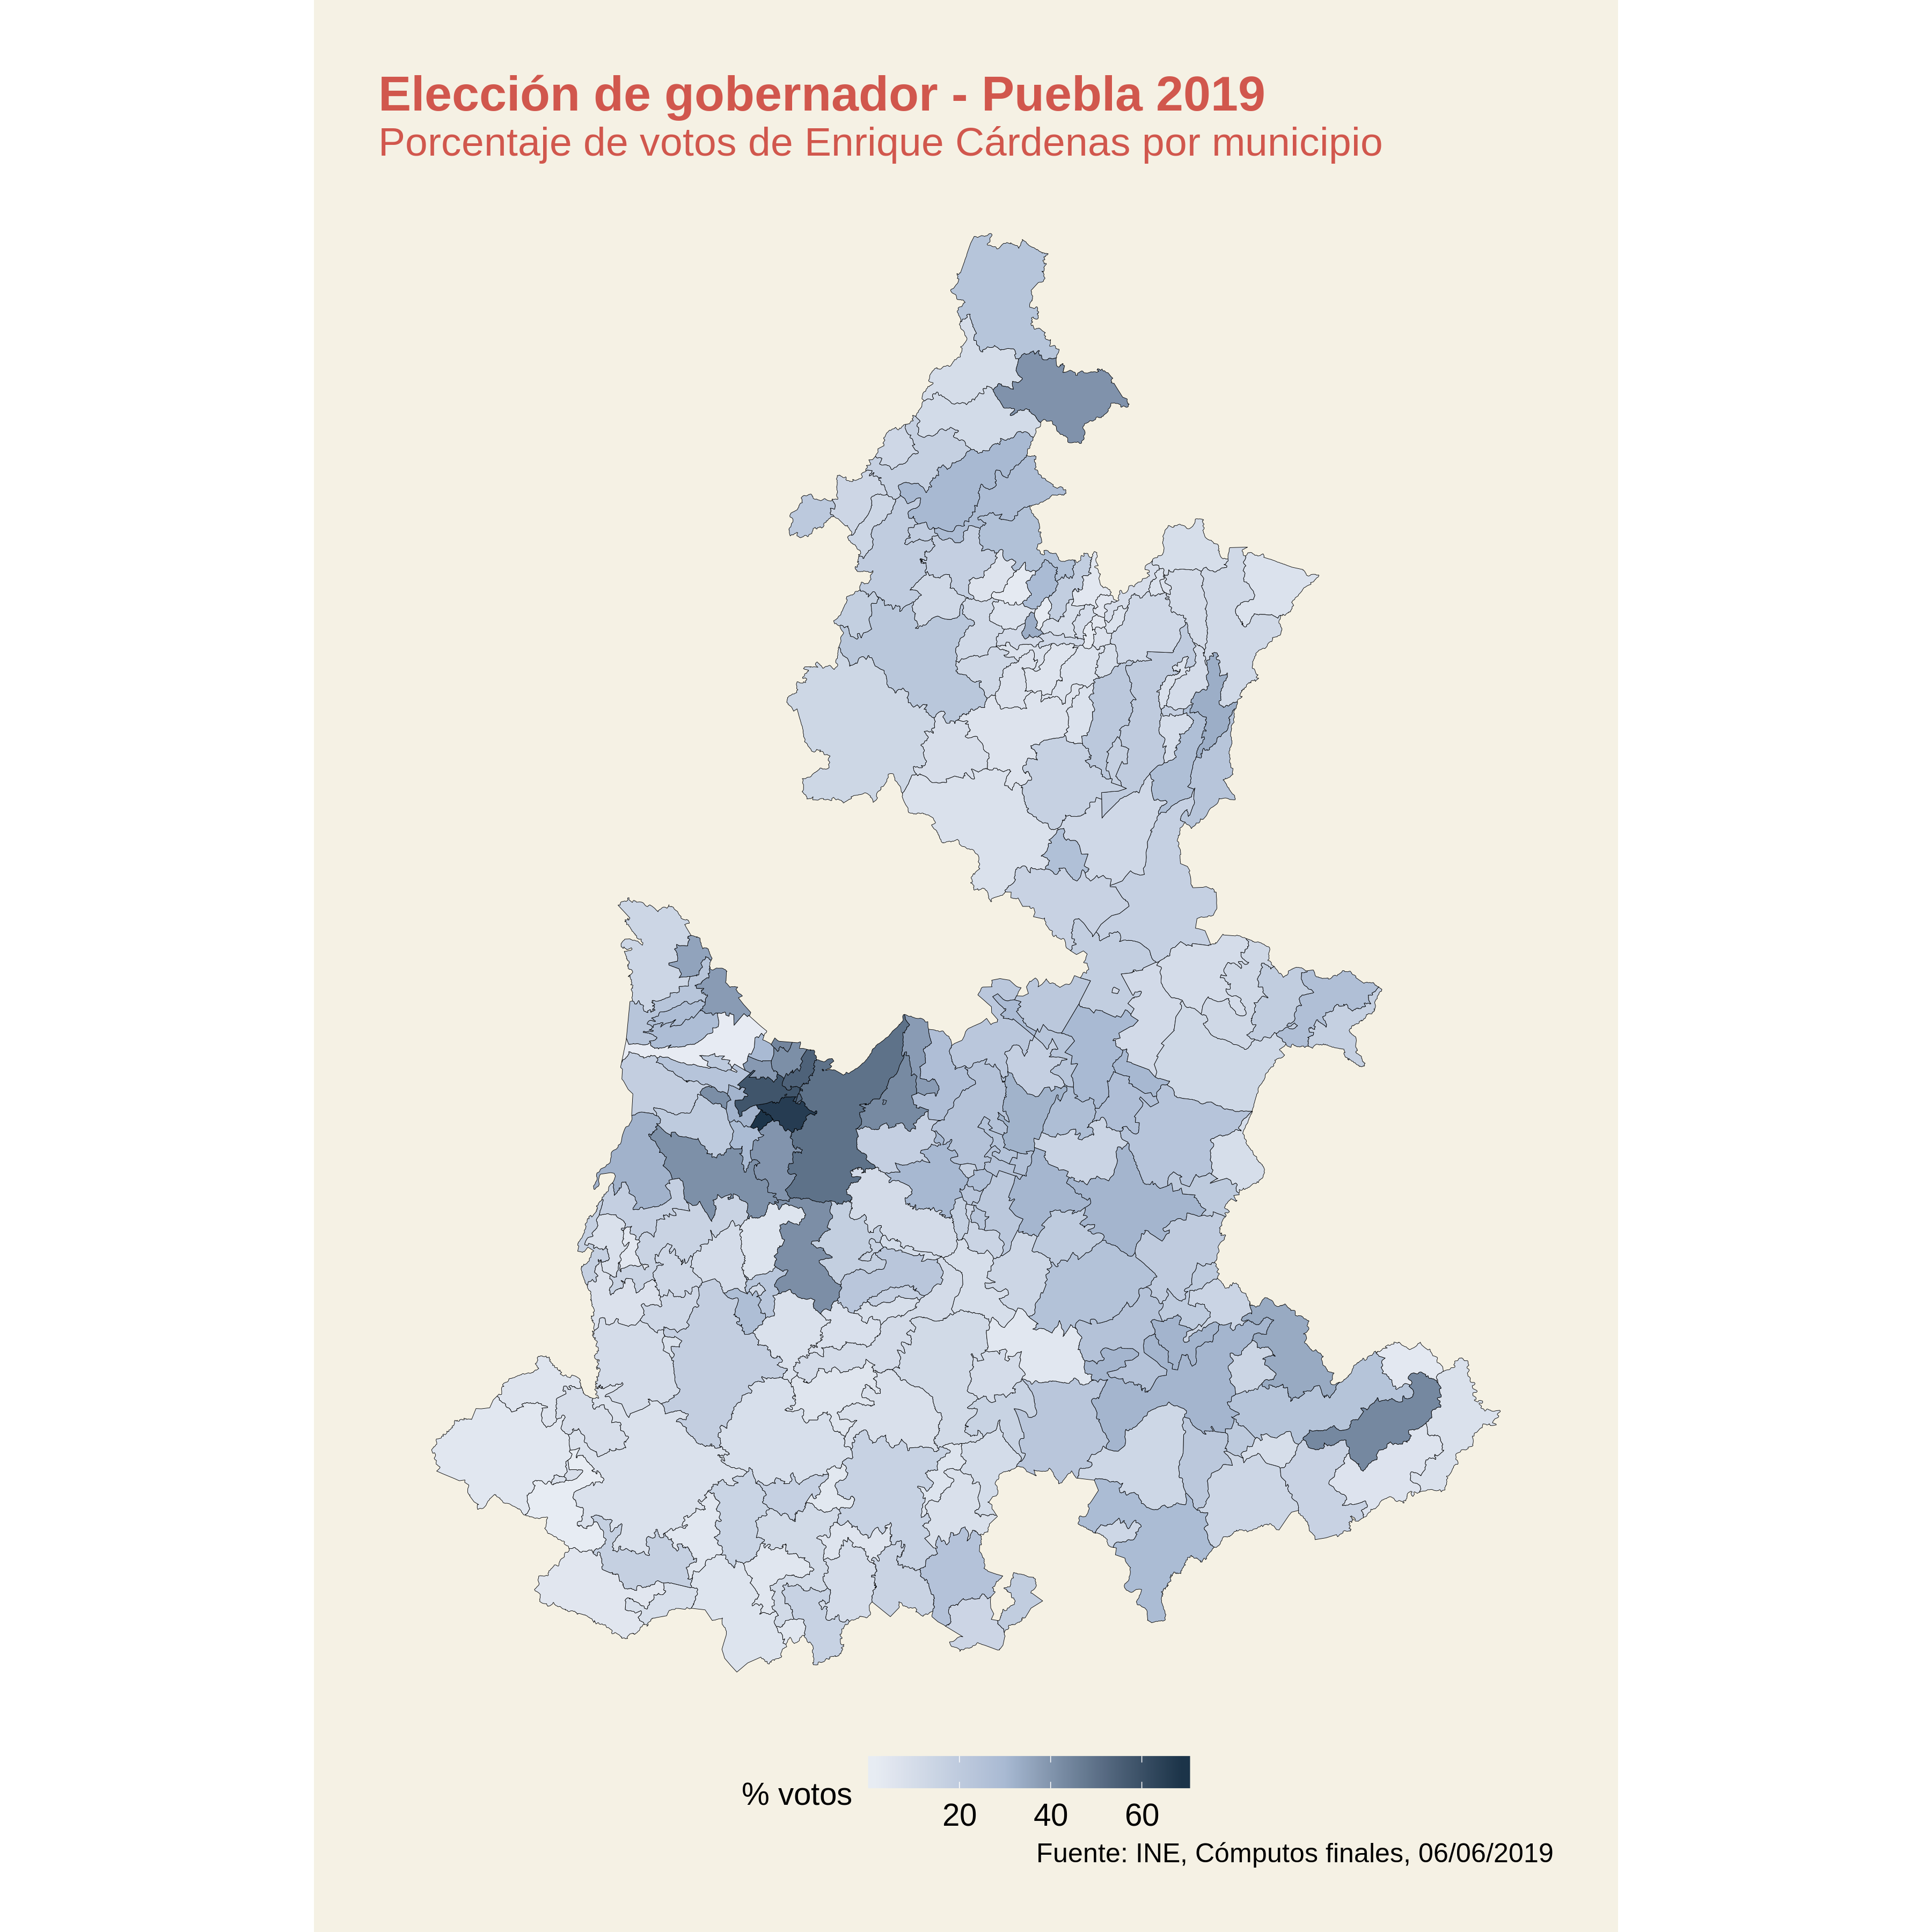 Elección de gobernador - Puebla 2019
Porcentaje de votos de Enrique Cárdenas por municipio
% votos
20 40 60
Fuente: INE, Cómputos finales, 06/06/2019